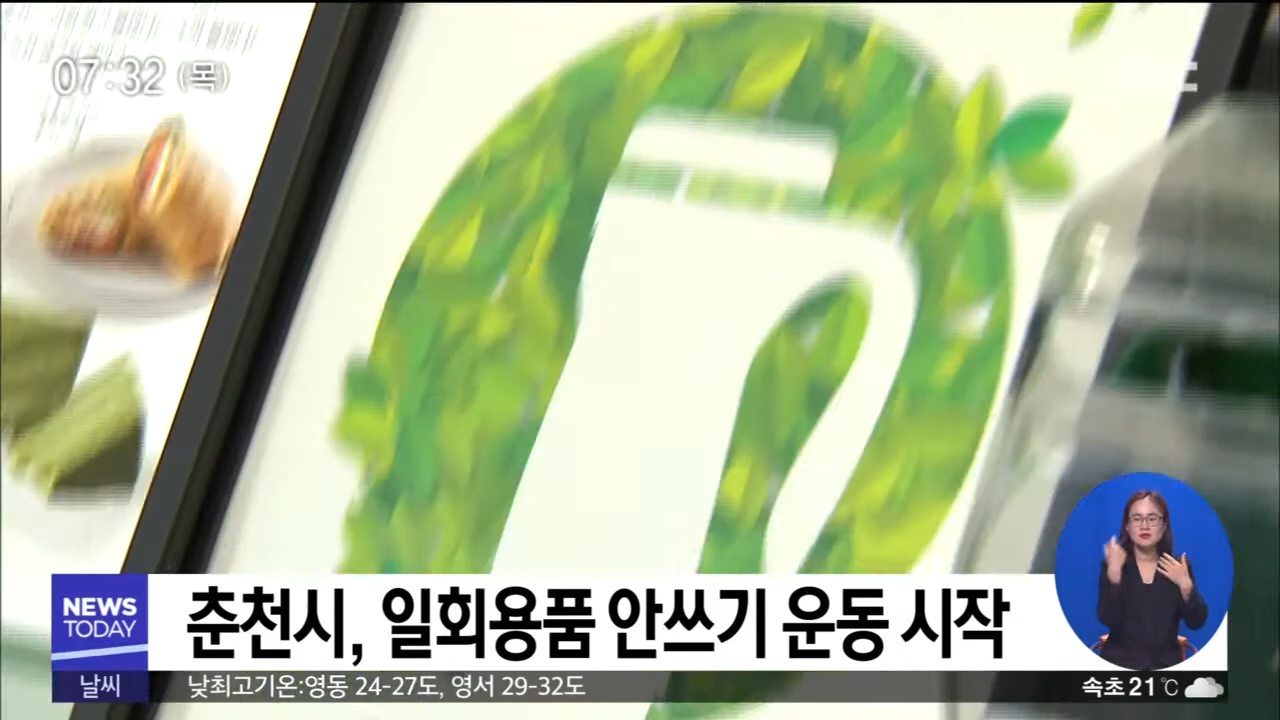 07:32 (목)
NEWS
TODAY
춘천시, 일회용품 안쓰기 운동 시작
날씨
낮최고기온:영동 24-27도, 영서 29-32도
속초 21℃